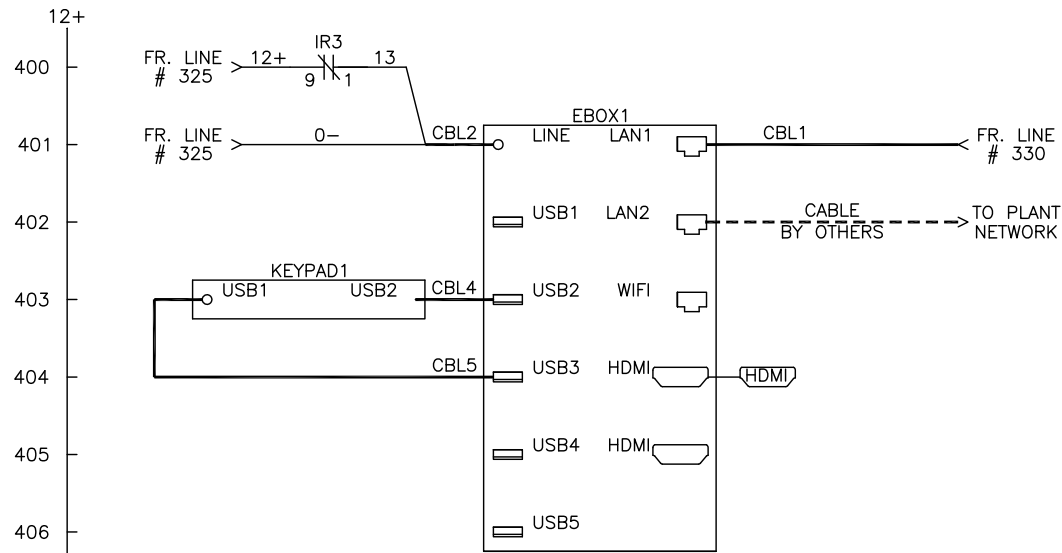 12+
400
FR. LINE
# 325
12+
IR3
9
1
13
401
FR. LINE
# 325
0-
CBL2
EBOX1
LINE
LAN1
CBL1
FR. LINE
# 330
402
USB1
LAN2
CABLE
BY OTHERS
TO PLANT
NETWORK
403
KEYPAD1
USB1
USB2
CBL4
USB2
WIFI
404
CBL5
USB3
HDMI
HDMI
405
USB4
HDMI
406
USB5